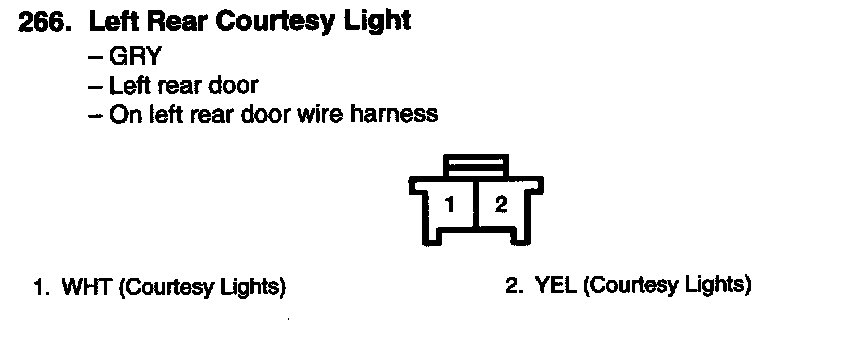 266. Left Rear Courtesy Light
– GRY
– Left rear door
– On left rear door wire harness
1 2
1. WHT (Courtesy Lights) 2. YEL (Courtesy Lights)